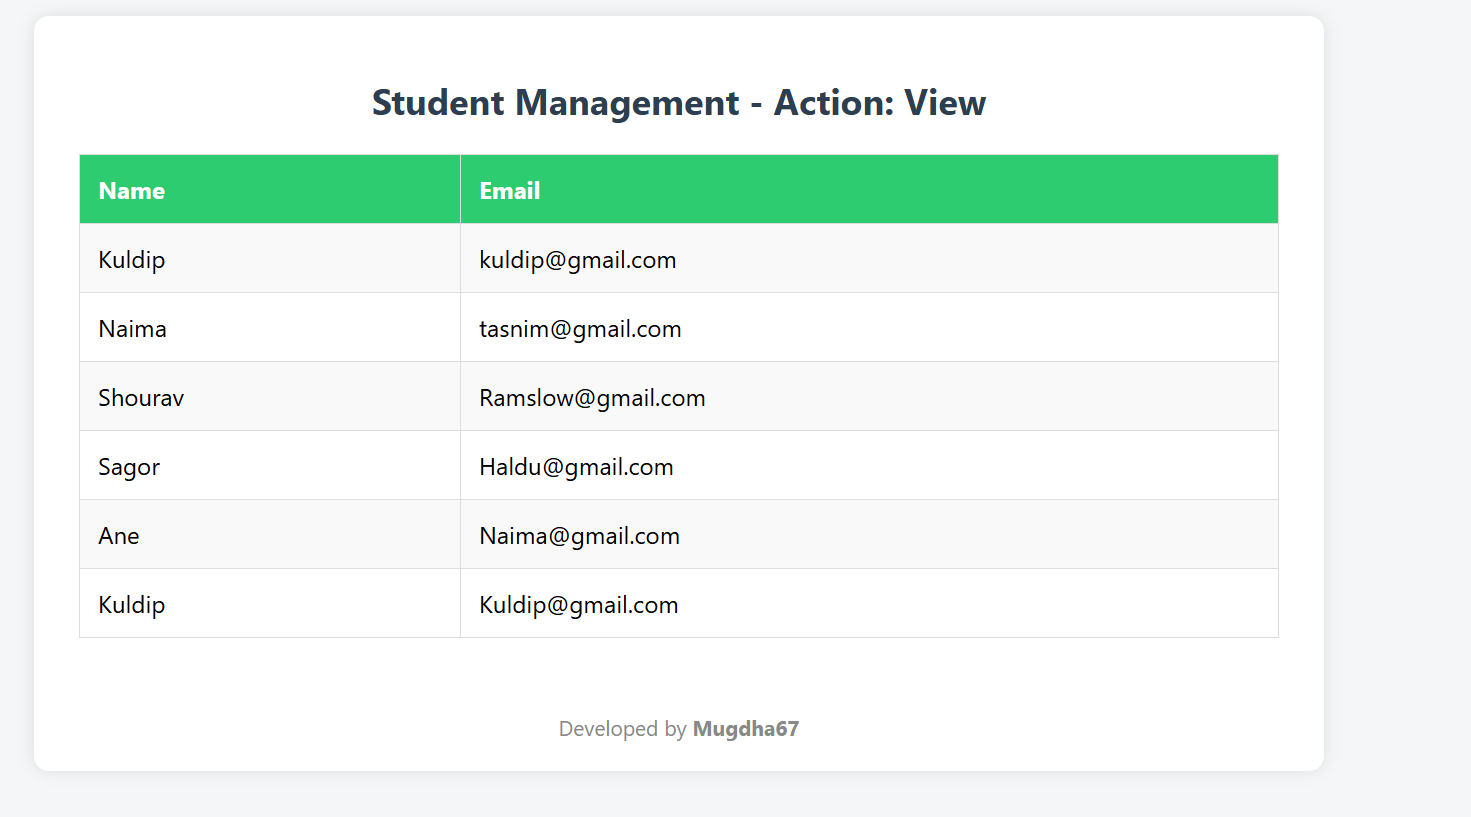 Student Management - Action: View
Name Email
Kuldip kuldip@gmail.com
Naima tasnim@gmail.com
Shourav Ramslow@gmail.com
Sagor Haldu@gmail.com
Ane Naima@gmail.com
Kuldip Kuldip@gmail.com
Developed by Mugdha67